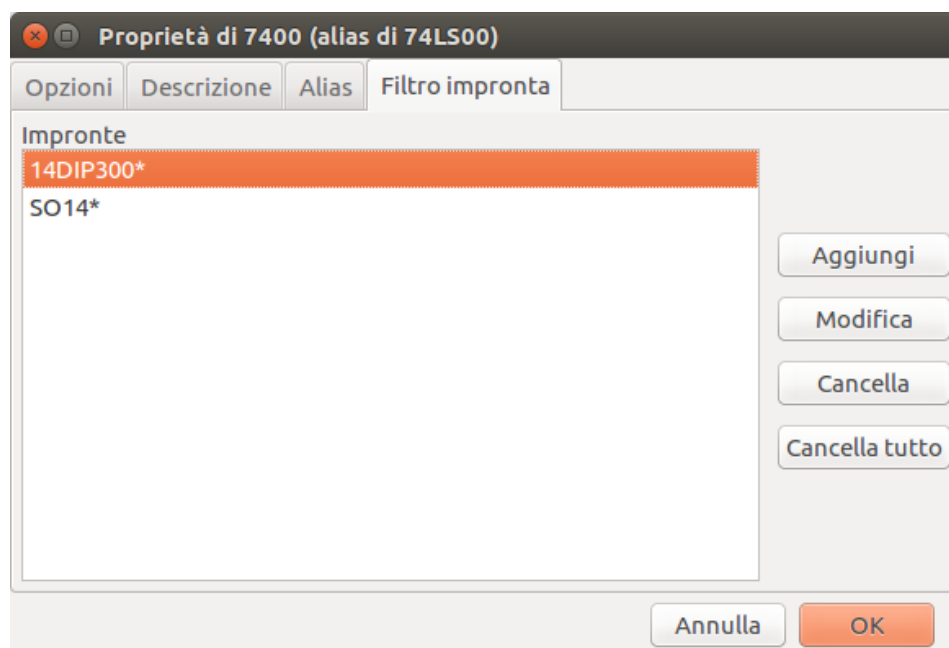 Proprietà di 7400 (alias di 74LS00)
Opzioni Descrizione Alias Filtro impronta
Impronte
14DIP300*
SO14*
Aggiungi
Modifica
Cancella
Cancella tutto
Annulla OK